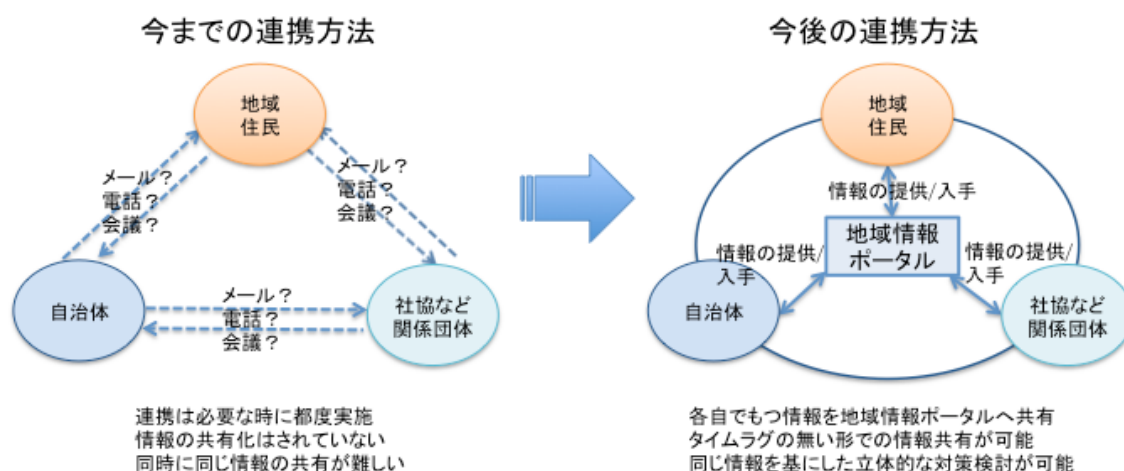 今までの連携方法
地域
住民
メール？
電話？
会議？
メール？
電話？
会議？
自治体
メール？
電話？
会議？
社協など
関係団体
連携は必要な時に都度実施
情報の共有化はされていない
同時に同じ情報の共有が難しい
今後の連携方法
地域
住民
情報の提供/入手
地域情報
ポータル
情報の提供/
入手
情報の提供/
入手
自治体
社協など
関係団体
各自でもつ情報を地域情報ポータルへ共有
タイムラグの無い形での情報共有が可能
同じ情報を基にした立体的な対策検討が可能